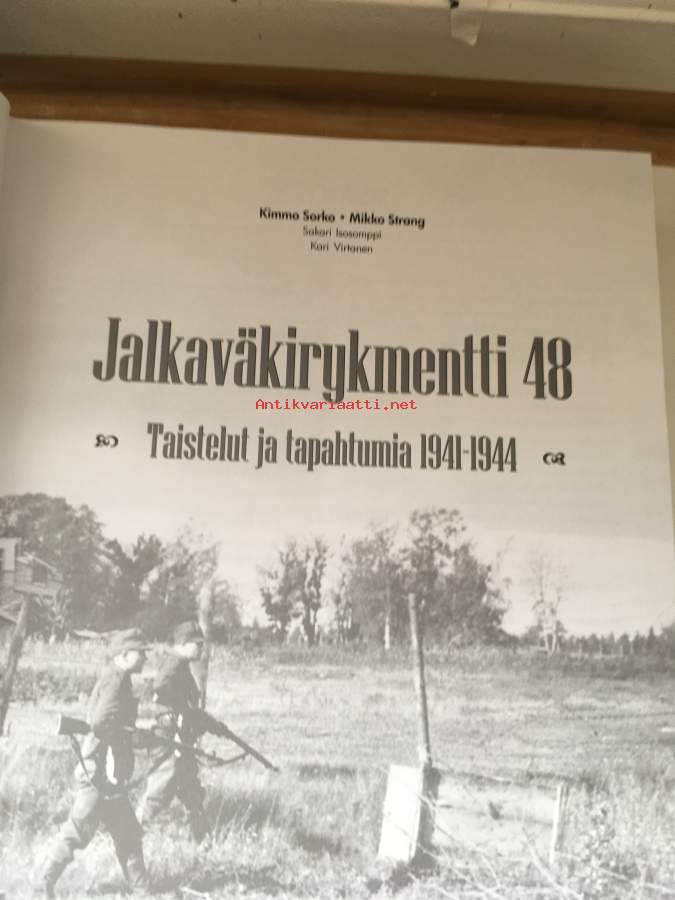 Kimmo Sorko • Mikko Strang
Sakari Isosomppi
Kari Virtanen
Jalkaväkirykmentti 48
Antikvariaatti.net
Taistelut ja tapahtumia 1941-1944